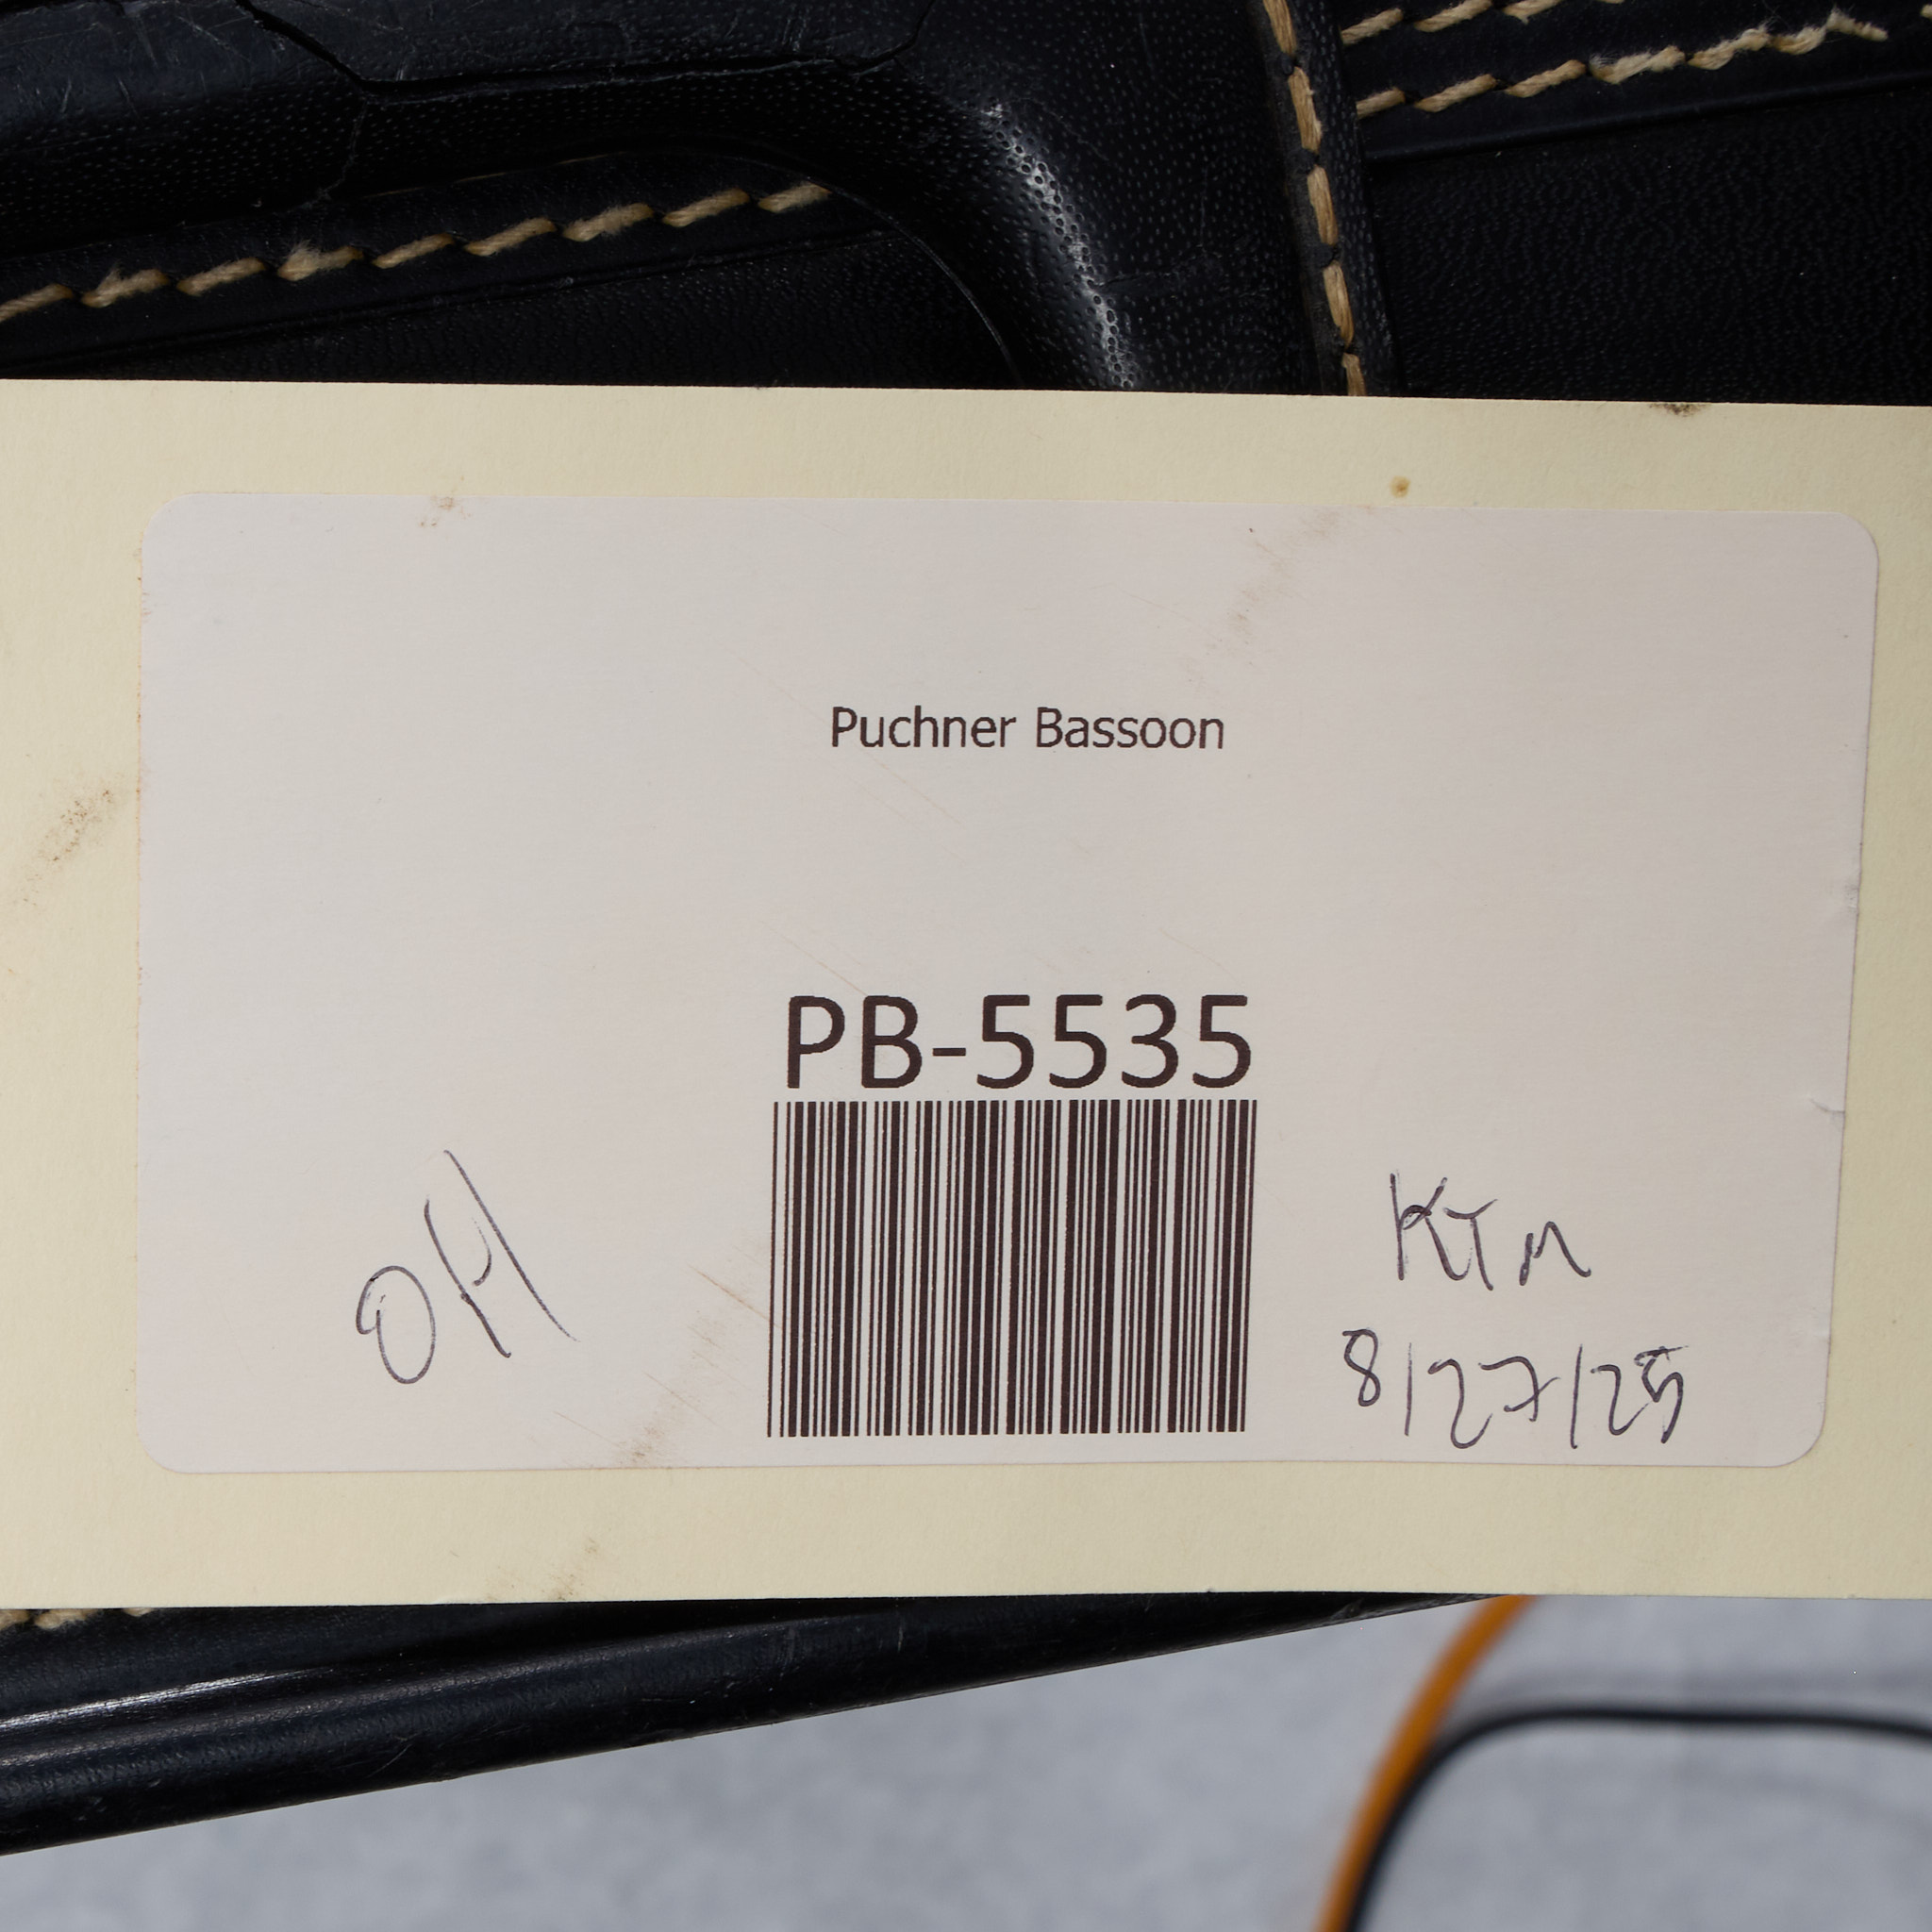 Puchner Bassoon
PB-5535
OH
KTM
8/27/25